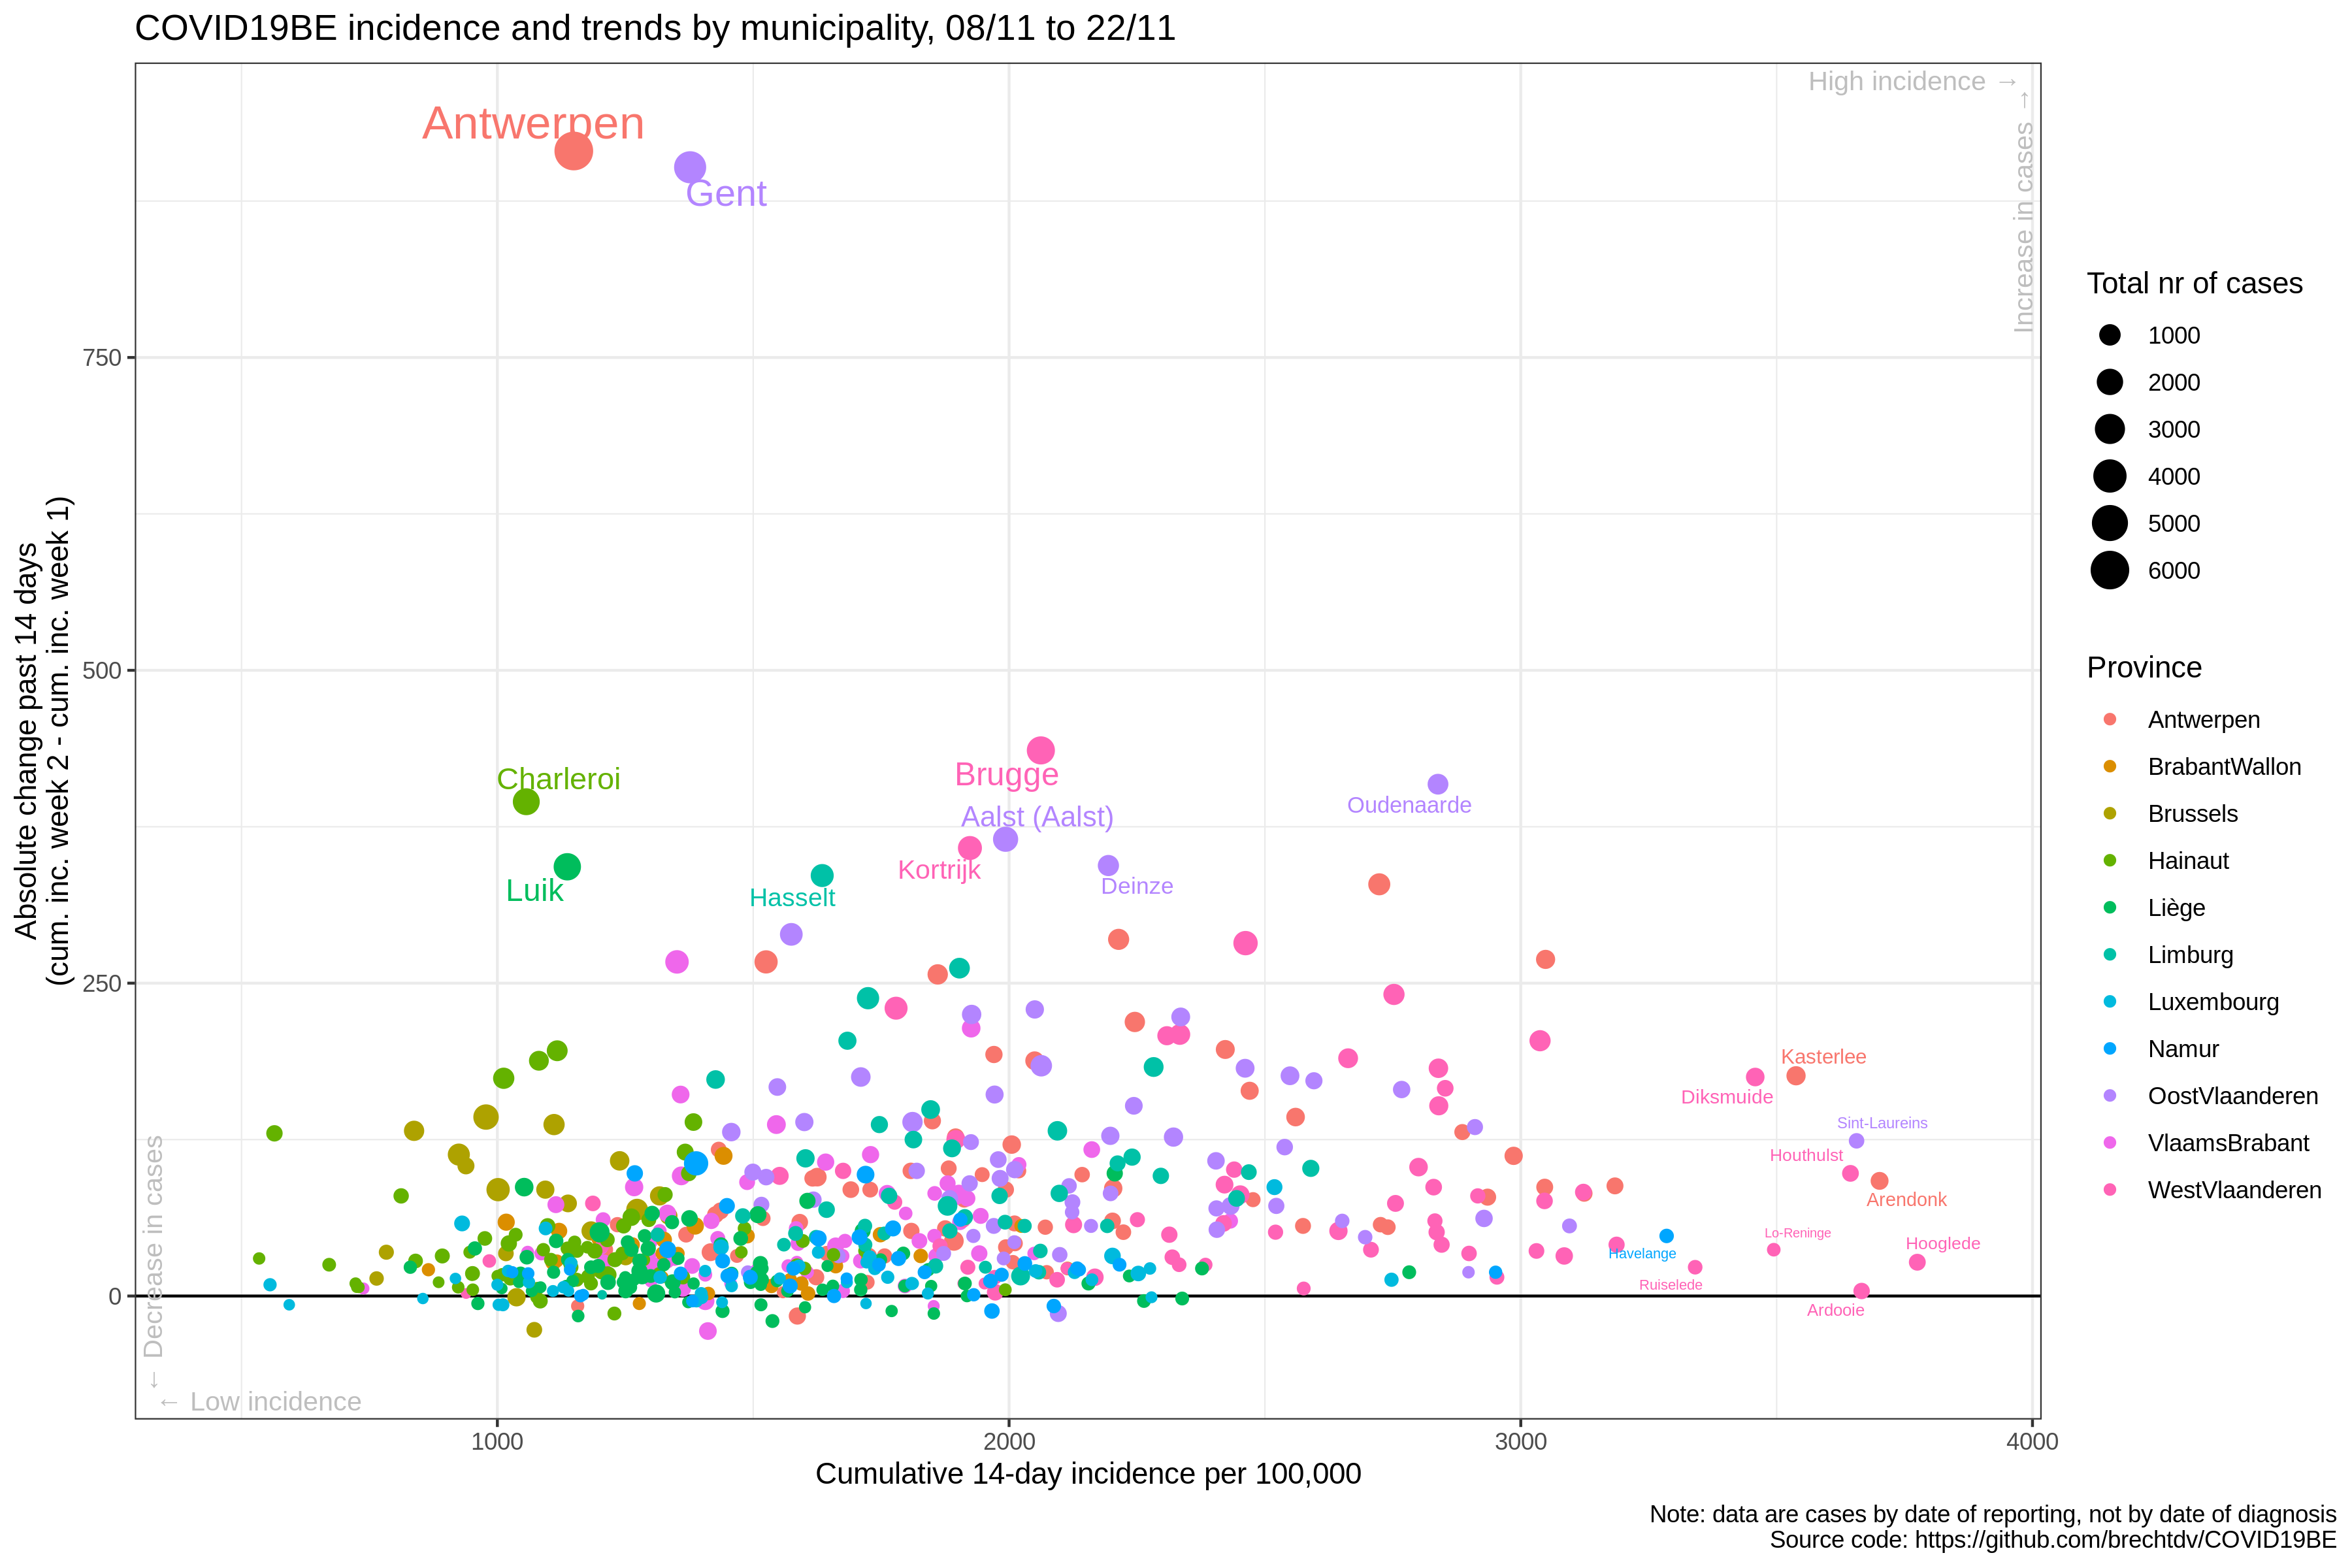 COVID19BE incidence and trends by municipality, 08/11 to 22/11
High incidence →
Increase in cases →
Antwerpen
Gent
750
500
250
0
Absolute change past 14 days
(cum. inc. week 2 - cum. inc. week 1)
Charleroi
Brugge
Oudenaarde
Aalst (Aalst)
Kortrijk
Deinze
Luik
Hasselt
Kasterlee
Diksmuide
Sint-Laureins
Houthulst
Arendonk
Lo-Reninge
Hooglede
Havelange
Ruiselede
Ardooie
← Decrease in cases
← Low incidence
1000
2000
3000
4000
Cumulative 14-day incidence per 100,000
Total nr of cases
1000
2000
3000
4000
5000
6000
Province
Antwerpen
BrabantWallon
Brussels
Hainaut
Liège
Limburg
Luxembourg
Namur
OostVlaanderen
VlaamsBrabant
WestVlaanderen
Note: data are cases by date of reporting, not by date of diagnosis
Source code: https://github.com/brechtdv/COVID19BE